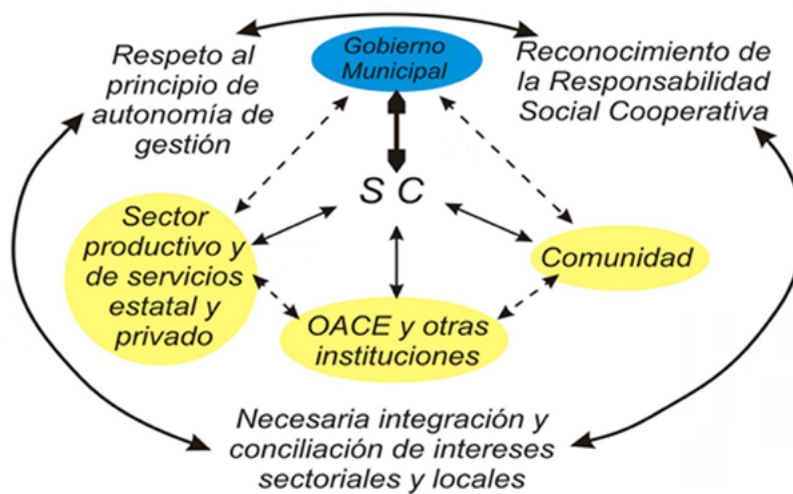 Respeto al
principio de
autonomía de
gestión
Gobierno
Municipal
Reconocimiento de
la Responsabilidad
Social Cooperativa
S C
Sector
productivo y
de servicios
estatal y
privado
Comunidad
OACE y otras
instituciones
Necesaria integración y
conciliación de intereses
sectoriales y locales